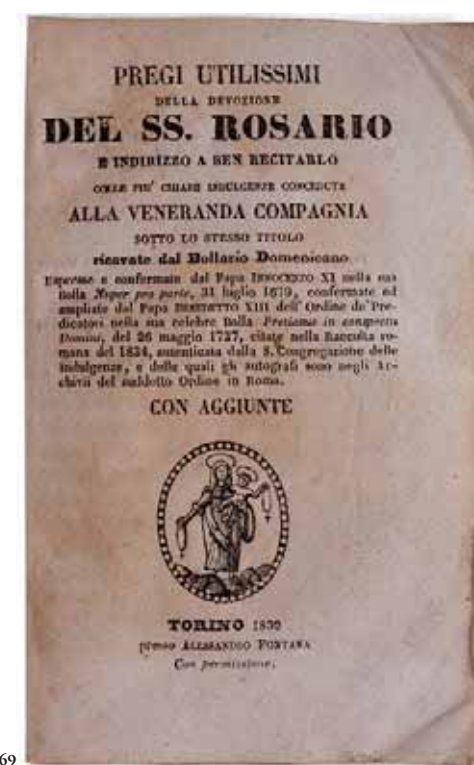 PREGI UTILISSIMI
DELLA DEVOZIONE
DEL SS. ROSARIO
E INDIRIZZO A BEN RECITARLO
COLLE PIU' CHIARE INDULGENZE CONCEDUTE
ALLA VENERANDA COMPAGNIA
SOTTO LO STESSO TITOLO
ricavate dal Bollario Domenicano
Espresse e confermate dal Papa INNOCENZO XI nella sua
Bolla Nuper pro parte, 31 luglio 1679, confermate ed
ampliate dal Papa BENEDETTO XIII dell' Ordine de' Pre-
dicatori nella sua celebre Bolla Pretiosus in conspectu
Domini, del 26 maggio 1727, citate nella Raccolta ro-
mana del 1834, autenticata dalla S. Congregazione delle
indulgenze, e delle quali gli autografi sono negli Ar-
chivii del suddetto Ordine in Roma.
CON AGGIUNTE
TORINO
presso ALESSANDRO FONTANA
Con permissione.
69